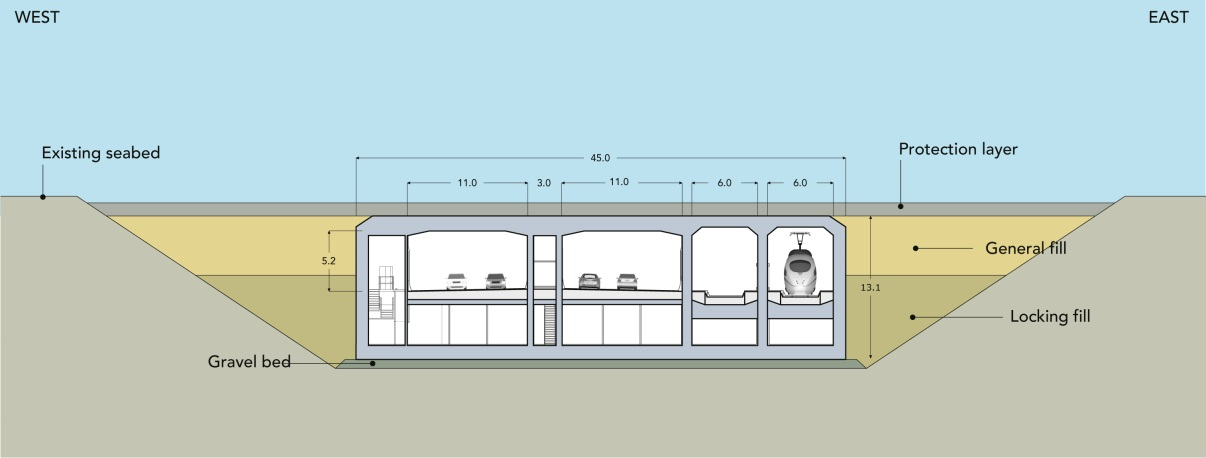 WEST
EAST
Existing seabed
Protection layer
45.0
11.0
3.0
11.0
6.0
6.0
5.2
General fill
13.1
Locking fill
Gravel bed